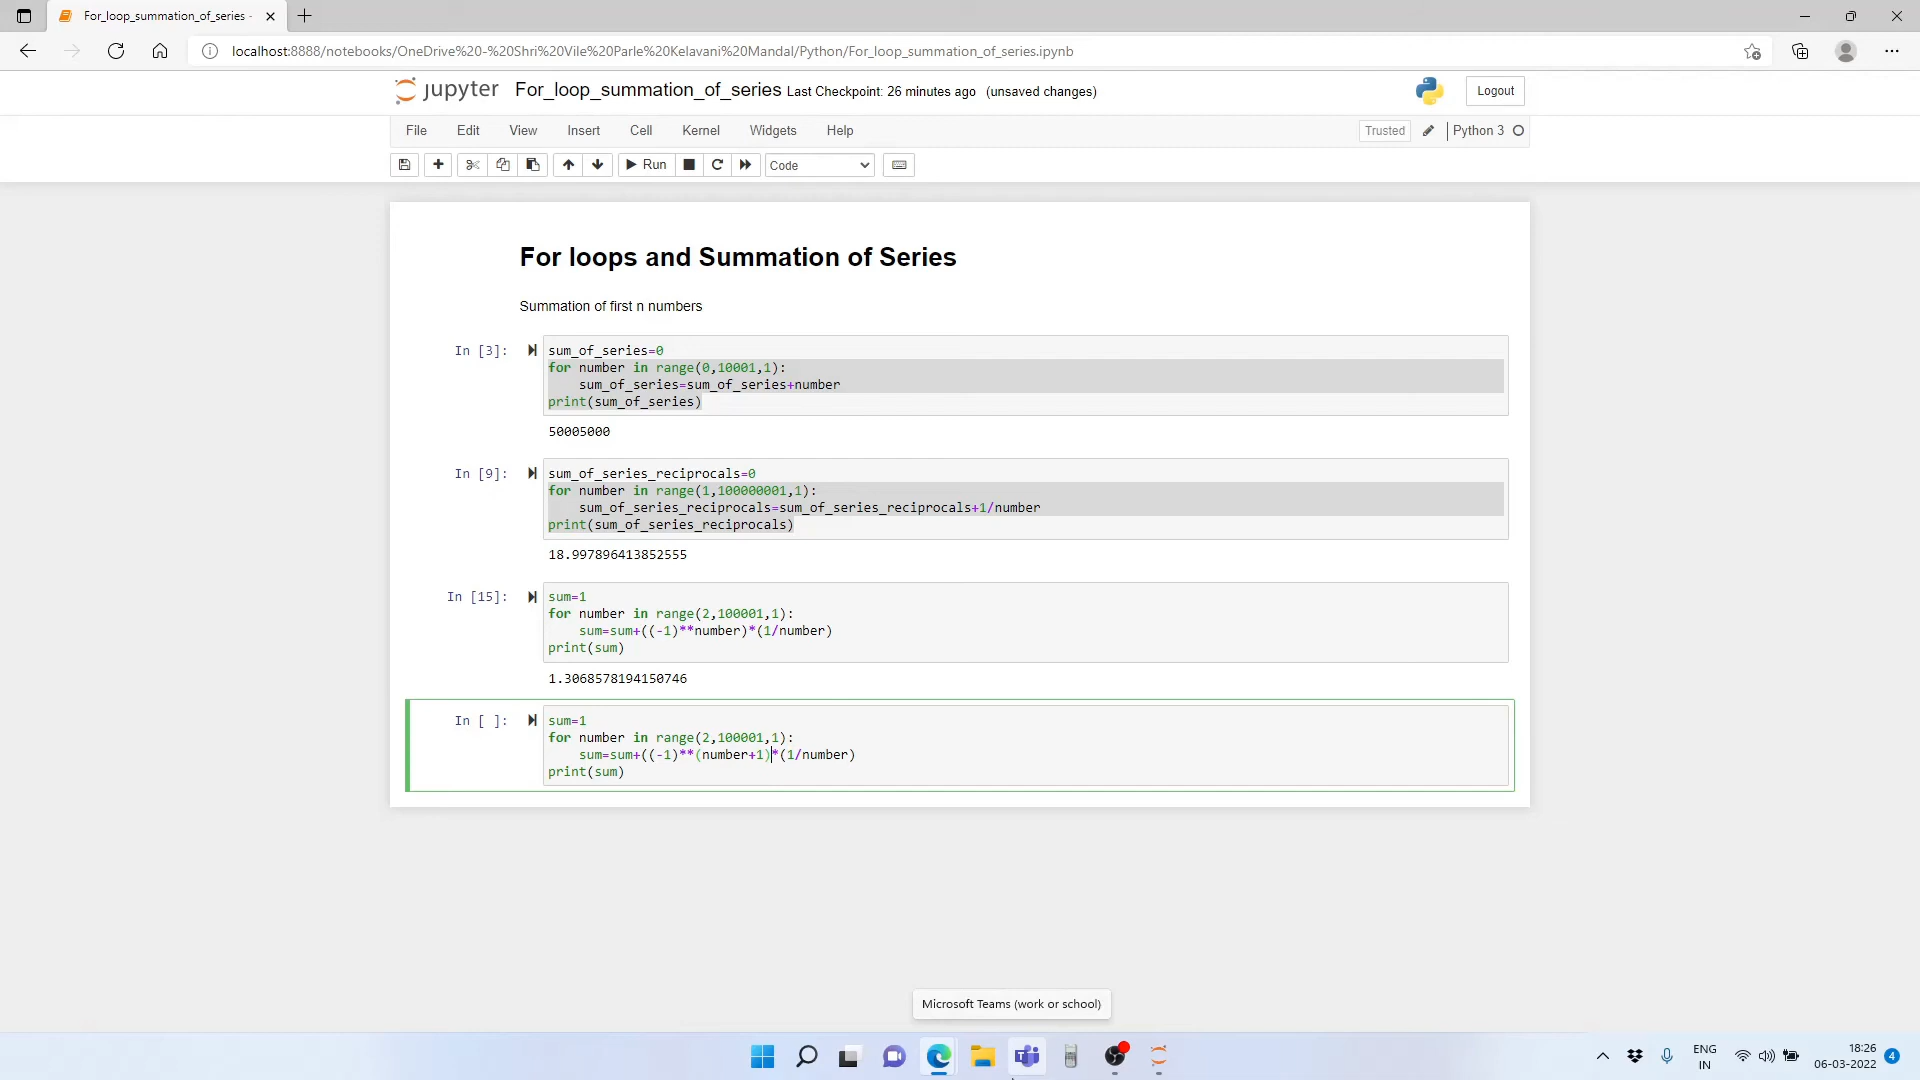 For_loop_summation_of_series -
localhost:8888/notebooks/OneDrive%20-%20Shri%20Vile%20Parle%20Kelavani%20Mandal/Python/For_loop_summation_of_series.ipynb
jupyter For_loop_summation_of_series Last Checkpoint: 26 minutes ago (unsaved changes) Logout
File Edit View Insert Cell Kernel Widgets Help Trusted Python 3
Run Code
For loops and Summation of Series
Summation of first n numbers
In [3]: sum_of_series=0
for number in range(0,10001,1):
    sum_of_series=sum_of_series+number
print(sum_of_series)
50005000
In [9]: sum_of_series_reciprocals=0
for number in range(1,100000001,1):
    sum_of_series_reciprocals=sum_of_series_reciprocals+1/number
print(sum_of_series_reciprocals)
18.997896413852555
In [15]: sum=1
for number in range(2,100001,1):
    sum=sum+((-1)**number)*(1/number)
print(sum)
1.3068578194150746
In [ ]: sum=1
for number in range(2,100001,1):
    sum=sum+((-1)**(number+1)*(1/number)
print(sum)
Microsoft Teams (work or school)
ENG 18:26
IN 06-03-2022 4